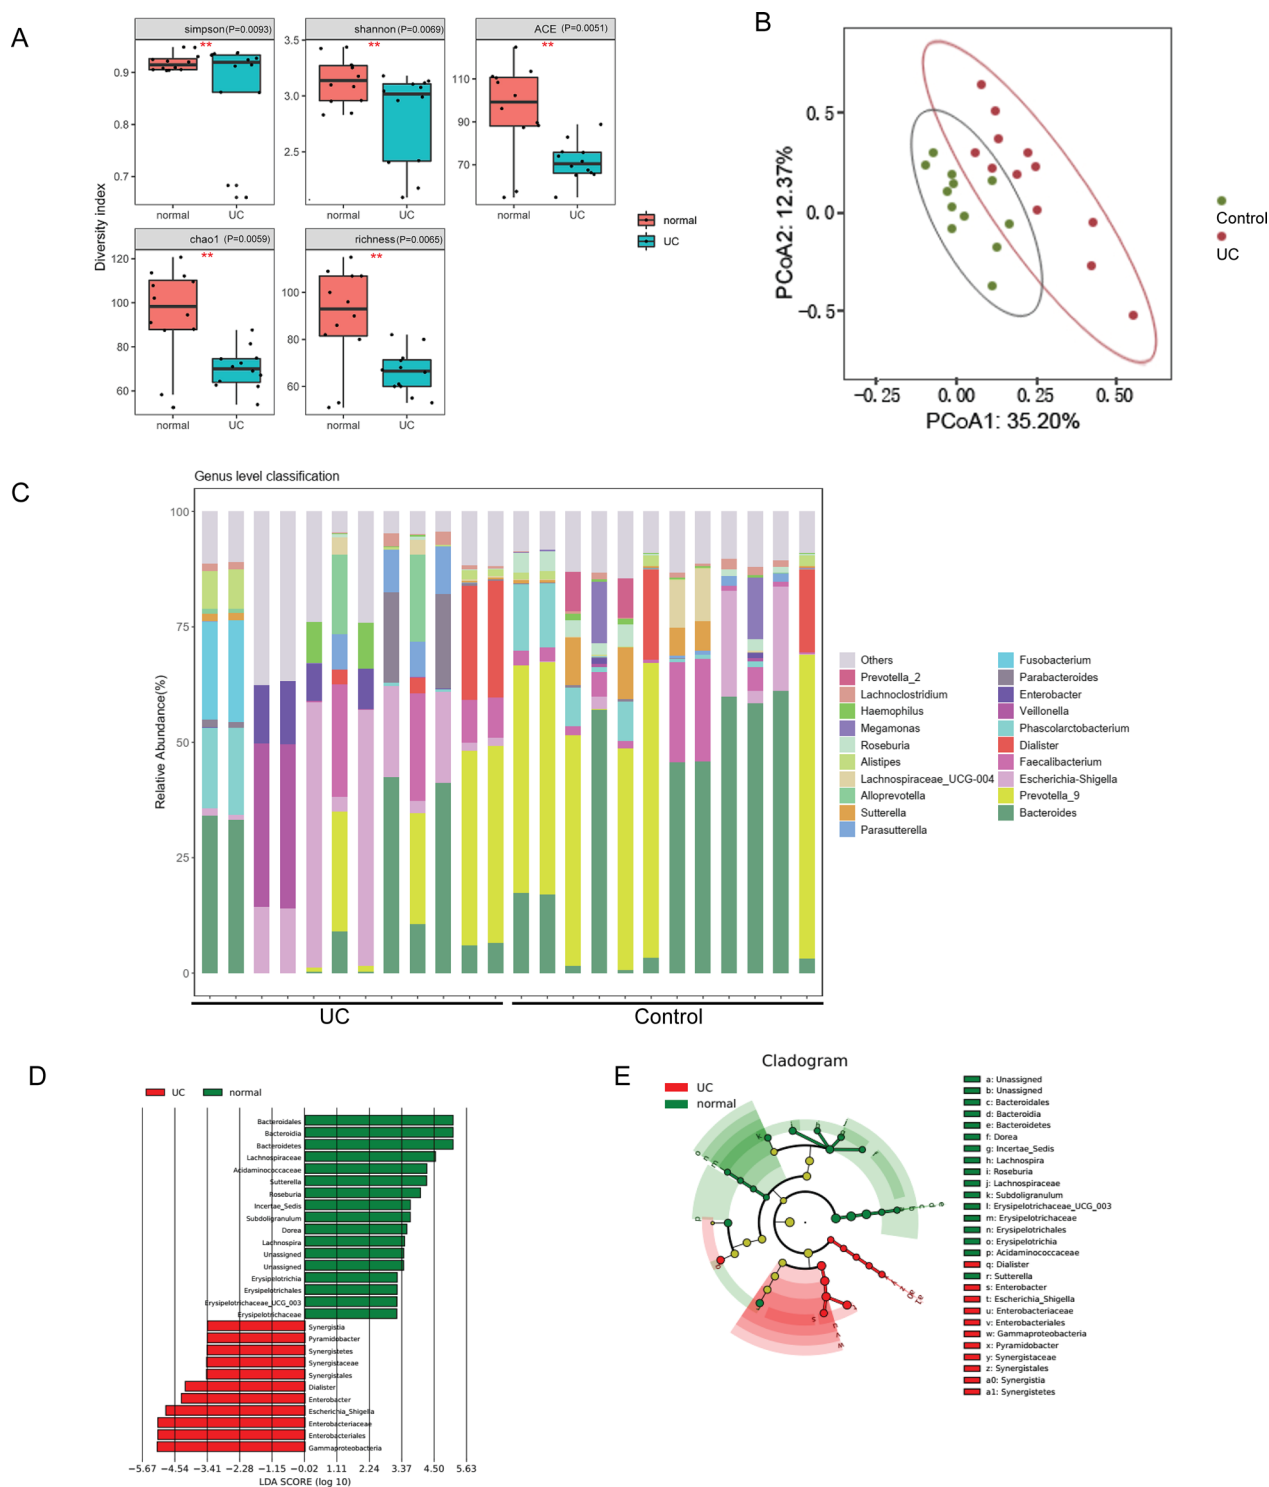 A
simpson(P=0.0093)
shannon(P=0.0069)
ACE (P=0.0051)
**
**
**
0.9
0.8
0.7
3.5
3.0
2.5
110
90
70
normal
UC
normal
UC
normal
UC
Diversity index
chao1 (P=0.0059)
richness(P=0.0065)
**
**
120
100
80
60
100
80
60
normal
UC
normal
UC
normal
UC
B
PCoA2: 12.37%
0.5
0.0
−0.5
−0.25
0.00
0.25
0.50
PCoA1: 35.20%
Control
UC
C
Genus level classification
Relative Abundance(%)
100
75
50
25
0
UC
Control
Others
Prevotella_2
Lachnoclostridium
Haemophilus
Megamonas
Roseburia
Alistipes
Lachnospiraceae_UCG-004
Alloprevotella
Sutterella
Parasutterella
Fusobacterium
Parabacteroides
Enterobacter
Veillonella
Phascolarctobacterium
Dialister
Faecalibacterium
Escherichia-Shigella
Prevotella_9
Bacteroides
D
UC
normal
Bacteroidales
Bacteroidia
Bacteroidetes
Lachnospiraceae
Acidaminococcaceae
Sutterella
Roseburia
Incertae_Sedis
Subdoligranulum
Dorea
Lachnospira
Unassigned
Unassigned
Erysipelotrichia
Erysipelotrichales
Erysipelotrichaceae_UCG_003
Erysipelotrichaceae
Synergistia
Pyramidobacter
Synergistetes
Synergistaceae
Synergistales
Dialister
Enterobacter
Escherichia_Shigella
Enterobacteriaceae
Enterobacteriales
Gammaproteobacteria
−5.67 −4.54 −3.41 −2.28 −1.15 −0.02 1.11 2.24 3.37 4.50 5.63
LDA SCORE (log 10)
E
Cladogram
UC
normal
a: Unassigned
b: Unassigned
c: Bacteroidales
d: Bacteroidia
e: Bacteroidetes
f: Dorea
g: Incertae_Sedis
h: Lachnospira
i: Roseburia
j: Lachnospiraceae
k: Subdoligranulum
l: Erysipelotrichaceae_UCG_003
m: Erysipelotrichaceae
n: Erysipelotrichales
o: Erysipelotrichia
p: Acidaminococcaceae
q: Dialister
r: Sutterella
s: Enterobacter
t: Escherichia_Shigella
u: Enterobacteriaceae
v: Enterobacteriales
w: Gammaproteobacteria
x: Pyramidobacter
y: Synergistaceae
z: Synergistales
a0: Synergistia
a1: Synergistetes